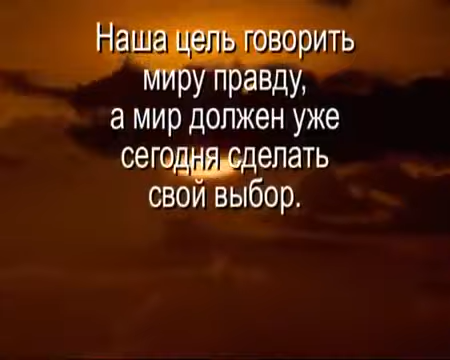 Наша цель говорить
миру правду,
а мир должен уже
сегодня сделать
свой выбор.